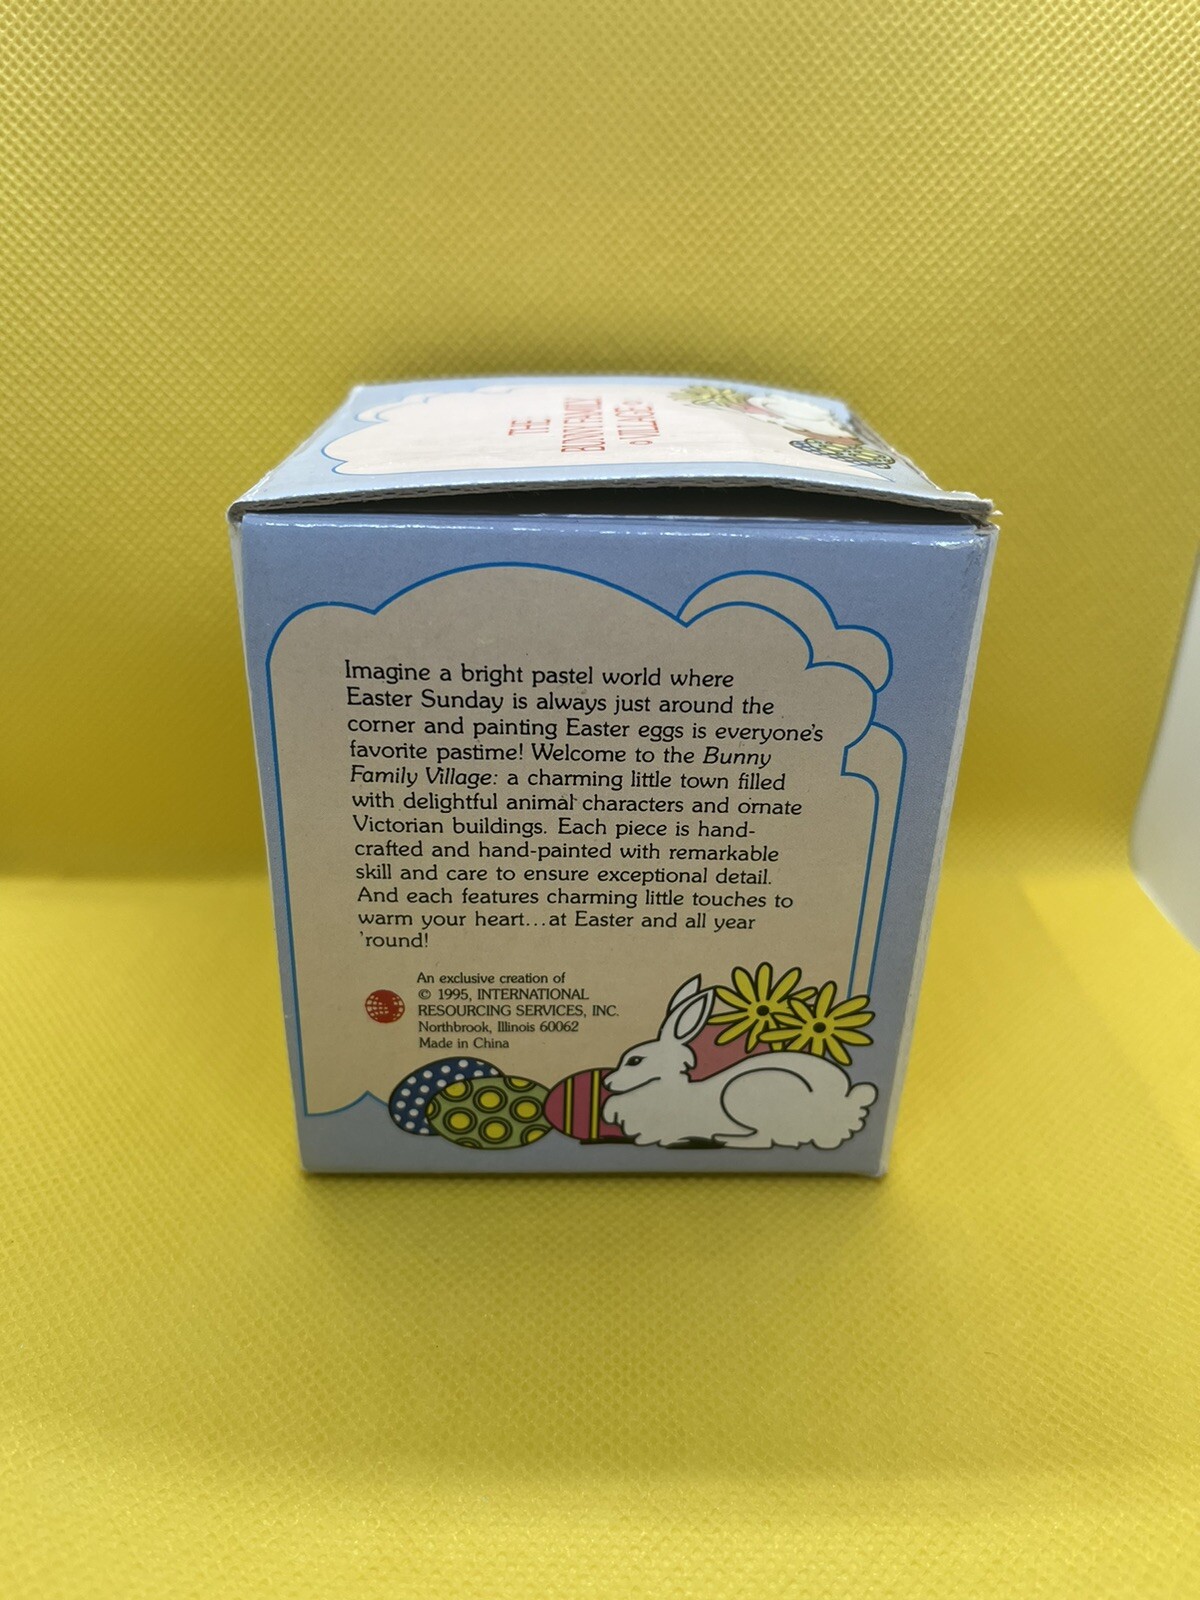 THE
BUNNY FAMILY
VILLAGE
Imagine a bright pastel world where
Easter Sunday is always just around the
corner and painting Easter eggs is everyone's
favorite pastime! Welcome to the Bunny
Family Village: a charming little town filled
with delightful animal characters and ornate
Victorian buildings. Each piece is hand-
crafted and hand-painted with remarkable
skill and care to ensure exceptional detail.
And each features charming little touches to
warm your heart...at Easter and all year
'round!
An exclusive creation of
© 1995, INTERNATIONAL
RESOURCING SERVICES, INC.
Northbrook, Illinois 60062
Made in China